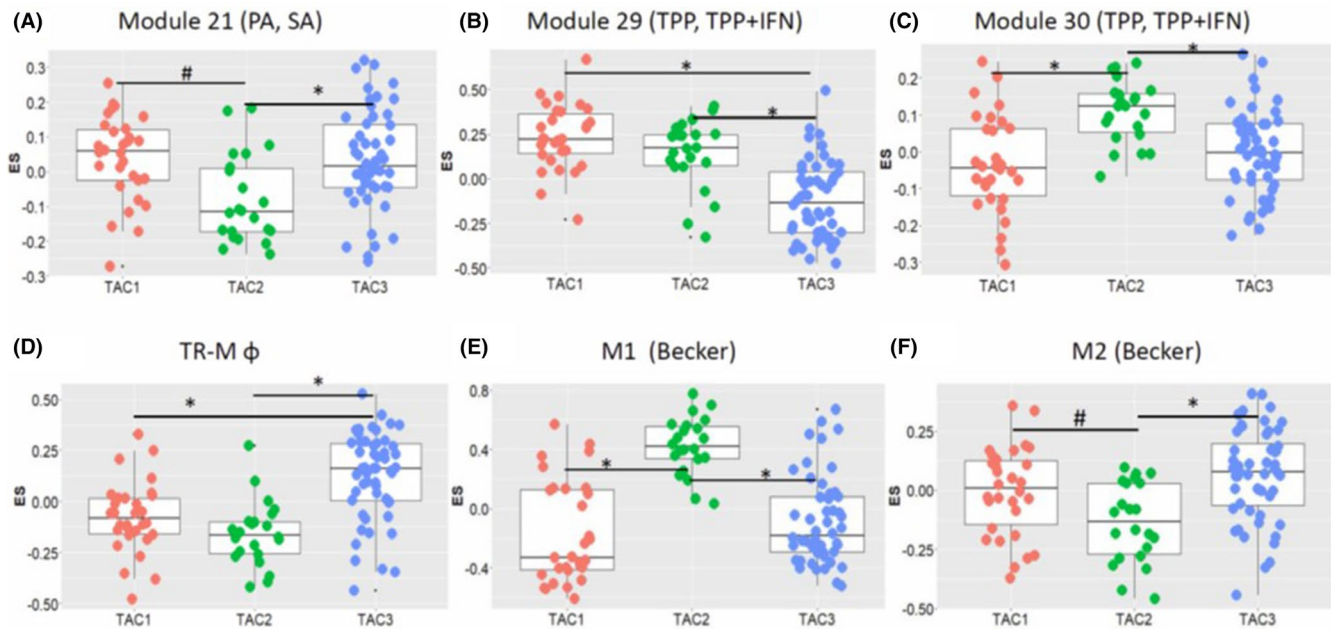 (A) Module 21 (PA, SA)
ES
0.3
0.2
0.1
0.0
-0.1
-0.2
-0.3
#
*
TAC1 TAC2 TAC3
(B) Module 29 (TPP, TPP+IFN)
ES
0.50
0.25
0.00
-0.25
-0.50
*
*
TAC1 TAC2 TAC3
(C) Module 30 (TPP, TPP+IFN)
ES
0.2
0.1
0.0
-0.1
-0.2
-0.3
*
*
TAC1 TAC2 TAC3
(D) TR-M ϕ
ES
0.50
0.25
0.00
-0.25
-0.50
*
*
TAC1 TAC2 TAC3
(E) M1 (Becker)
ES
0.8
0.4
0.0
-0.4
*
*
TAC1 TAC2 TAC3
(F) M2 (Becker)
ES
0.25
0.00
-0.25
-0.50
#
*
TAC1 TAC2 TAC3